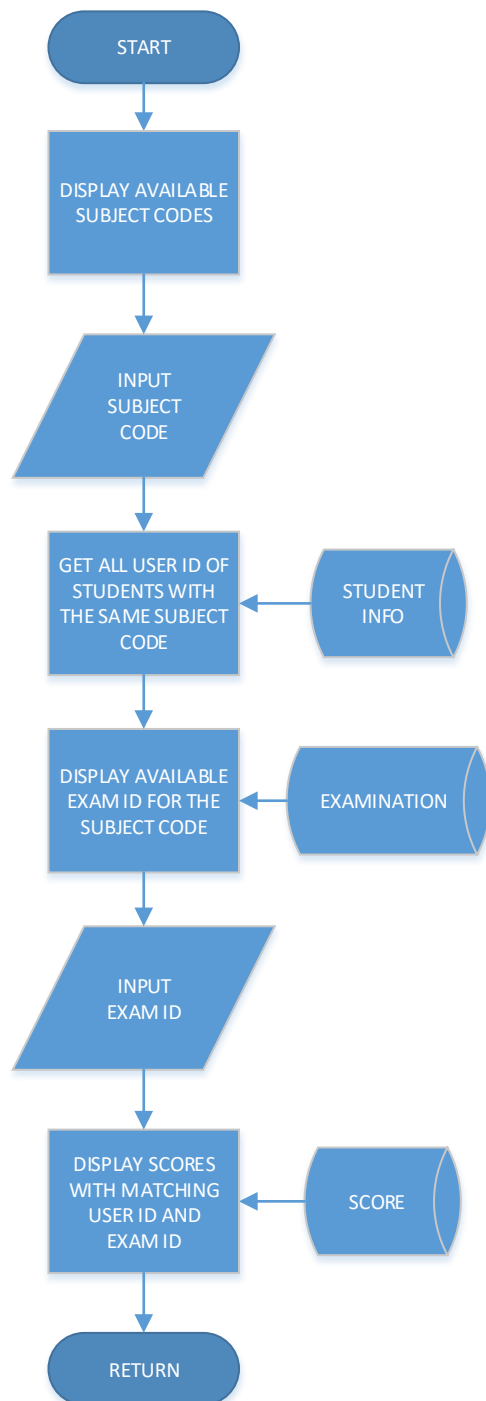 START
DISPLAY AVAILABLE
SUBJECT CODES
INPUT
SUBJECT
CODE
GET ALL USER ID OF
STUDENTS WITH
THE SAME SUBJECT
CODE
STUDENT
INFO
DISPLAY AVAILABLE
EXAM ID FOR THE
SUBJECT CODE
EXAMINATION
INPUT
EXAM ID
DISPLAY SCORES
WITH MATCHING
USER ID AND
EXAM ID
SCORE
RETURN